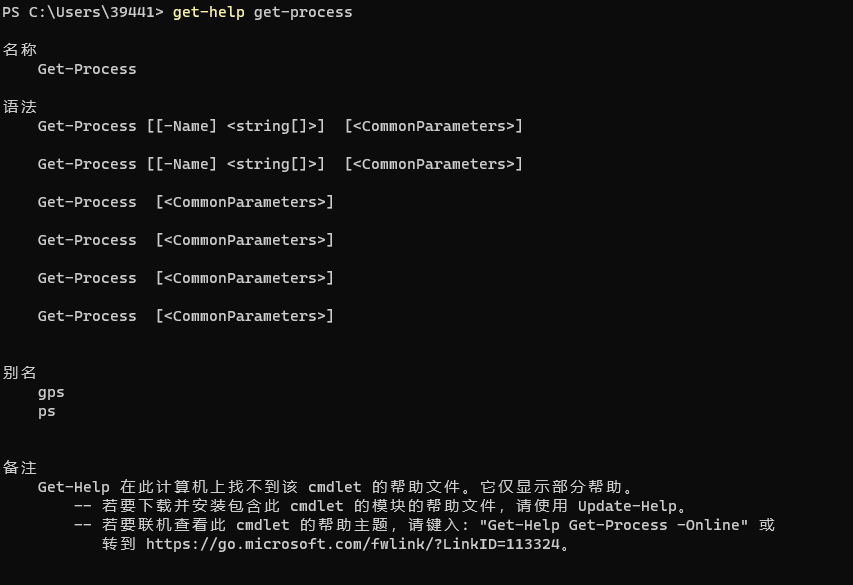 PS C:\Users\39441> get-help get-process
名称
Get-Process
语法
Get-Process [[-Name] <string[]>]  [<CommonParameters>]
Get-Process [[-Name] <string[]>]  [<CommonParameters>]
Get-Process  [<CommonParameters>]
Get-Process  [<CommonParameters>]
Get-Process  [<CommonParameters>]
Get-Process  [<CommonParameters>]
别名
gps
ps
备注
Get-Help 在此计算机上找不到该 cmdlet 的帮助文件。它仅显示部分帮助。
-- 若要下载并安装包含此 cmdlet 的模块的帮助文件，请使用 Update-Help。
-- 若要联机查看此 cmdlet 的帮助主题，请键入: "Get-Help Get-Process -Online" 或
转到 https://go.microsoft.com/fwlink/?LinkID=113324。